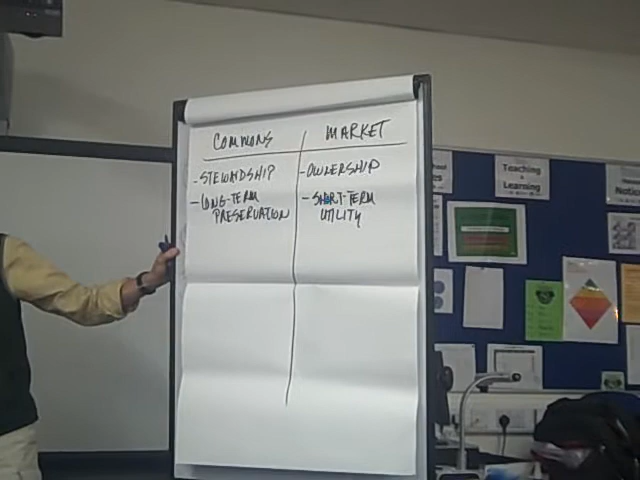 COMMONS
MARKET
- STEWARDSHIP
- OWNERSHIP
- LONG-TERM
PRESERVATION
- SHORT-TERM
UTILITY
Teaching
+
Learning